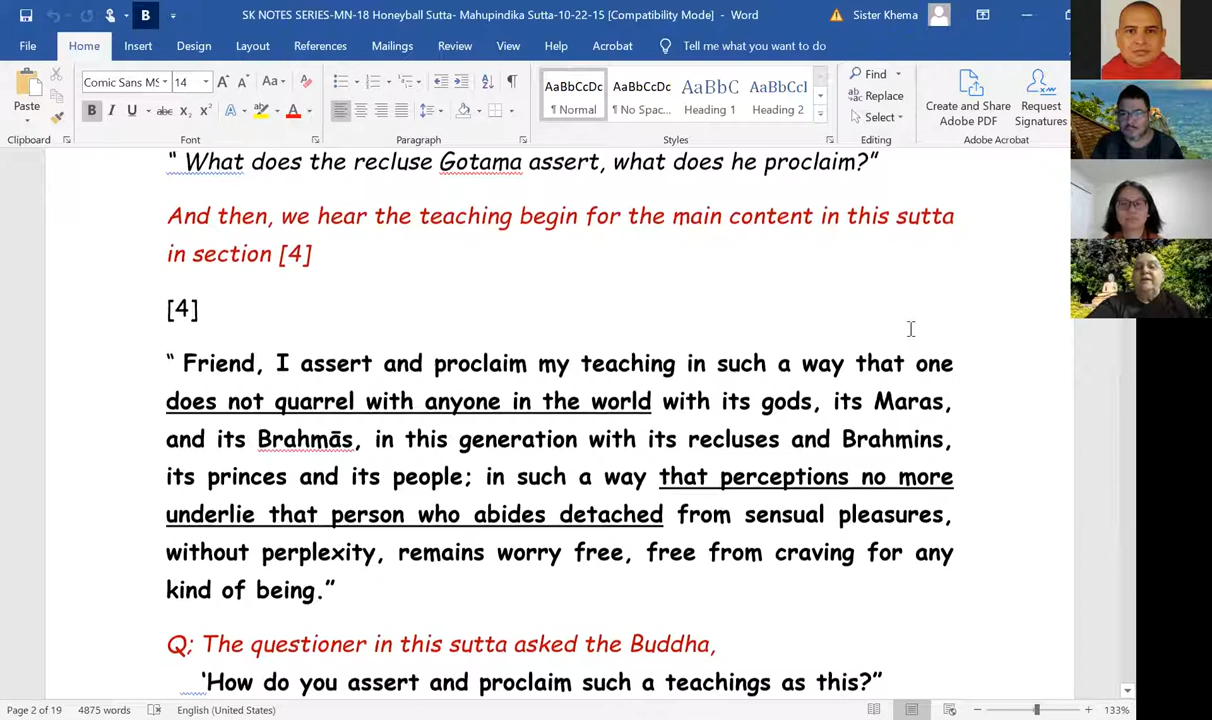 SK NOTES SERIES-MN-18 Honeyball Sutta- Mahupindika Sutta-10-22-15 [Compatibility Mode] - Word
Sister Khema
File Home Insert Design Layout References Mailings Review View Help Acrobat Tell me what you want to do
Paste
Comic Sans MS 14
AaBbCcDc AaBbCcDc AaBbC AaBbCcI
¶ Normal ¶ No Spac... Heading 1 Heading 2
Find
Replace
Select
Create and Share Adobe PDF
Request Signatures
Clipboard Font Paragraph Styles Editing Adobe Acrobat
“ What does the recluse Gotama assert, what does he proclaim?”
And then, we hear the teaching begin for the main content in this sutta
in section [4]
[4]
“ Friend, I assert and proclaim my teaching in such a way that one
does not quarrel with anyone in the world with its gods, its Maras,
and its Brahmās, in this generation with its recluses and Brahmins,
its princes and its people; in such a way that perceptions no more
underlie that person who abides detached from sensual pleasures,
without perplexity, remains worry free, free from craving for any
kind of being.”
Q; The questioner in this sutta asked the Buddha,
‘How do you assert and proclaim such a teachings as this?”
Page 2 of 19 4875 words English (United States) 133%